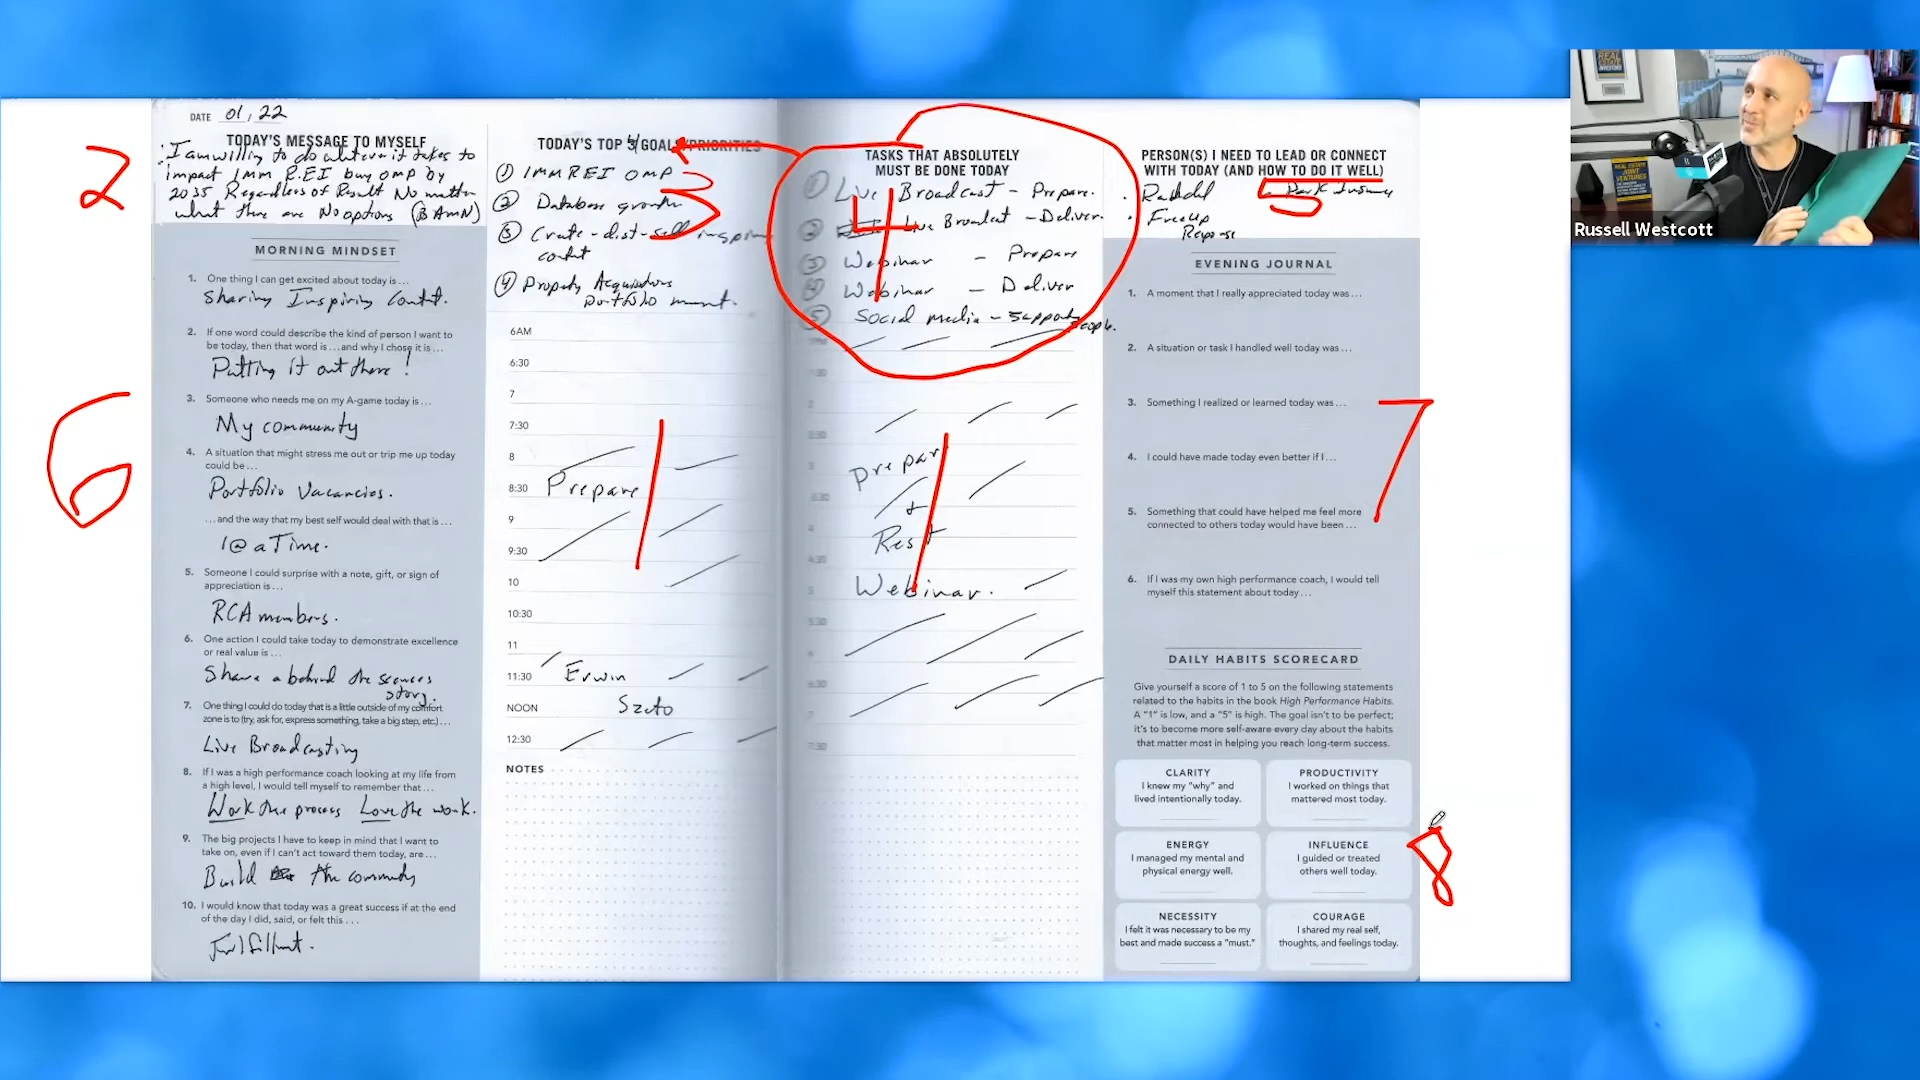 DATE 01, 22
TODAY'S MESSAGE TO MYSELF
I am willing to do whatever it takes to
impact 1MM R.E.I buy OMP by
2035 Regardless of Result No matter
what there are No options (BAMN)
MORNING MINDSET
1. One thing I can get excited about today is ...
Sharing Inspiring Contt.
2. If one word could describe the kind of person I want to
be today, then that word is ... and why I chose it is ...
Putting it out there!
3. Someone who needs me on my A-game today is ...
My community
4. A situation that might stress me out or trip me up today
could be ...
Portfolio Vacancies.
...and the way that my best self would deal with that is ...
1@ a Time.
5. Someone I could surprise with a note, gift, or sign of
appreciation is ...
RCA members.
6. One action I could take today to demonstrate excellence
or real value is ...
Share a behind the scenes
story.
7. One thing I could do today that is a little outside of my comfort
zone is to (try, ask for, express something, take a big step, etc.) ...
Live Broadcasting
8. If I was a high performance coach looking at my life from
a high level, I would tell myself to remember that ...
Work the process Love the work.
9. The big projects I have to keep in mind that I want to
take on, even if I can't act toward them today, are ...
Build the community
10. I would know that today was a great success if at the end
of the day I did, said, or felt this ...
2
6
TODAY'S TOP GOALS/PRIORITIES
① 1MM REI OMP
② Database growth
③ Create-dist-sell
④ Property Acquisitions
Portfolio
3
6AM
6:30
7
7:30
8
8:30 Prepare
9
9:30
10
10:30
11
11:30 Erwin
NOON Szeto
12:30
NOTES
1
TASKS THAT ABSOLUTELY
MUST BE DONE TODAY
① Live Broadcast - Prepare.
② Live Broadcast - Deliver
③ Webinar - Prepare
④ Webinar - Deliver
⑤ Social media - Support people.
4
1:30
2
2:30
3 Prepare
3:30 +
4 Rest
4:30
5 Webinar.
5:30
6
6:30
7
7:30
1
PERSON(S) I NEED TO LEAD OR CONNECT
WITH TODAY (AND HOW TO DO IT WELL)
5
EVENING JOURNAL
1. A moment that I really appreciated today was ...
2. A situation or task I handled well today was ...
3. Something I realized or learned today was ...
4. I could have made today even better if I ...
5. Something that could have helped me feel more
connected to others today would have been ...
6. If I was my own high performance coach, I would tell
myself this statement about today ...
7
DAILY HABITS SCORECARD
Give yourself a score of 1 to 5 on the following statements
related to the habits in the book High Performance Habits.
A "1" is low, and a "5" is high. The goal isn't to be perfect;
it's to become more self-aware every day about the habits
that matter most in helping you reach long-term success.
CLARITY
I knew my "why" and
lived intentionally today.
PRODUCTIVITY
I worked on things that
mattered most today.
ENERGY
I managed my mental and
physical energy well.
INFLUENCE
I guided or treated
others well today.
NECESSITY
I felt it was necessary to be my
best and made success a "must."
COURAGE
I shared my real self,
thoughts, and feelings today.
8
Russell Westcott